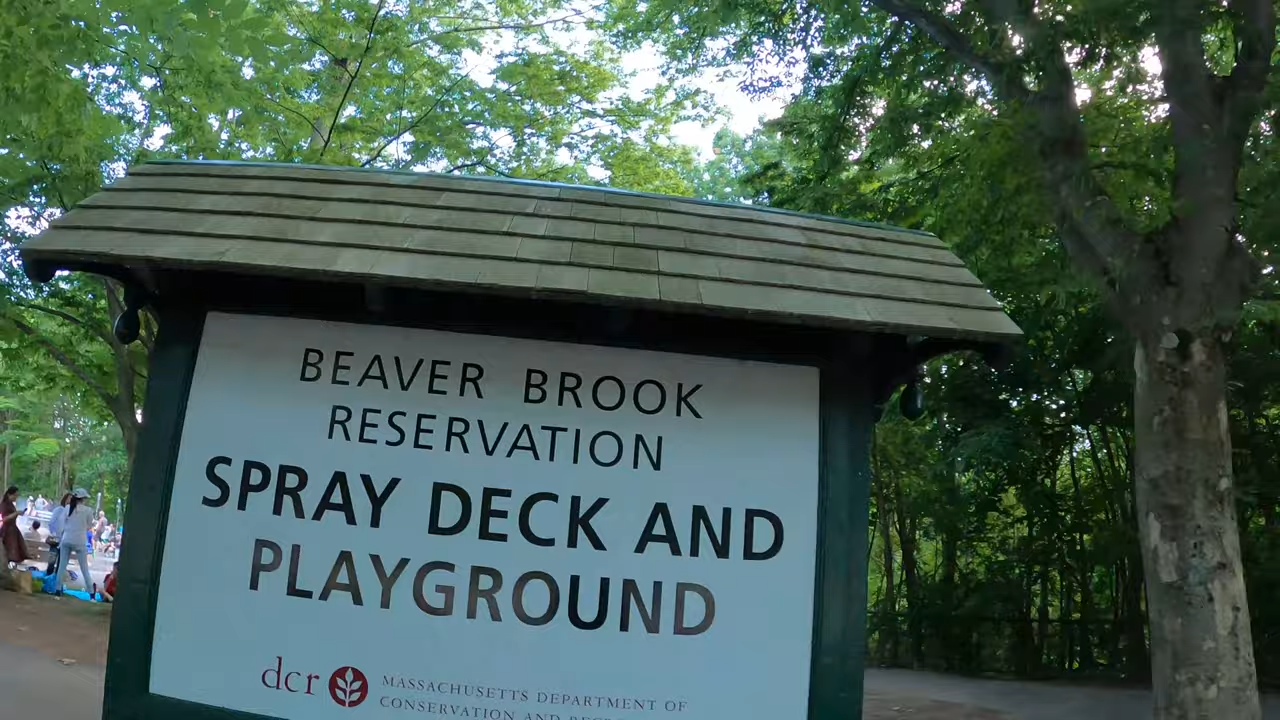 BEAVER BROOK
RESERVATION
SPRAY DECK AND
PLAYGROUND
dcr
MASSACHUSETTS DEPARTMENT OF
CONSERVATION AND